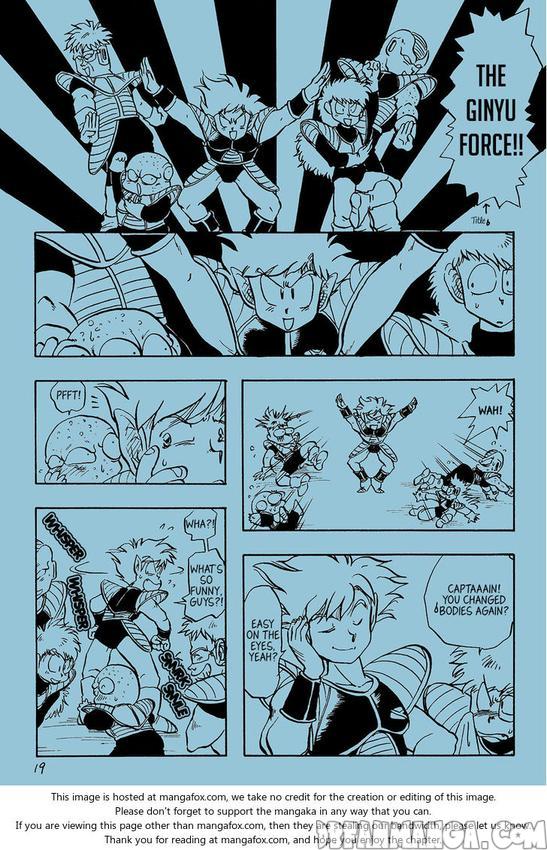 THE
GINYU
FORCE!!
Title
PFFT!
WAH!
WHISPER
WHISPER
WHA?!
WHAT'S
SO
FUNNY,
GUYS?!
SNARK
SMILE
EASY
ON THE
EYES,
YEAH?
CAPTAAAIN!
YOU CHANGED
BODIES AGAIN?
19
This image is hosted at mangafox.com, we take no credit for the creation or editing of this image.
Please don't forget to support the mangaka in any way that you can.
If you are viewing this page other than mangafox.com, then they be stealing our bandwidth, please let us know.
Thank you for reading at mangafox.com, and hope you enjoy the chapter.
DREAMMANGA.COM